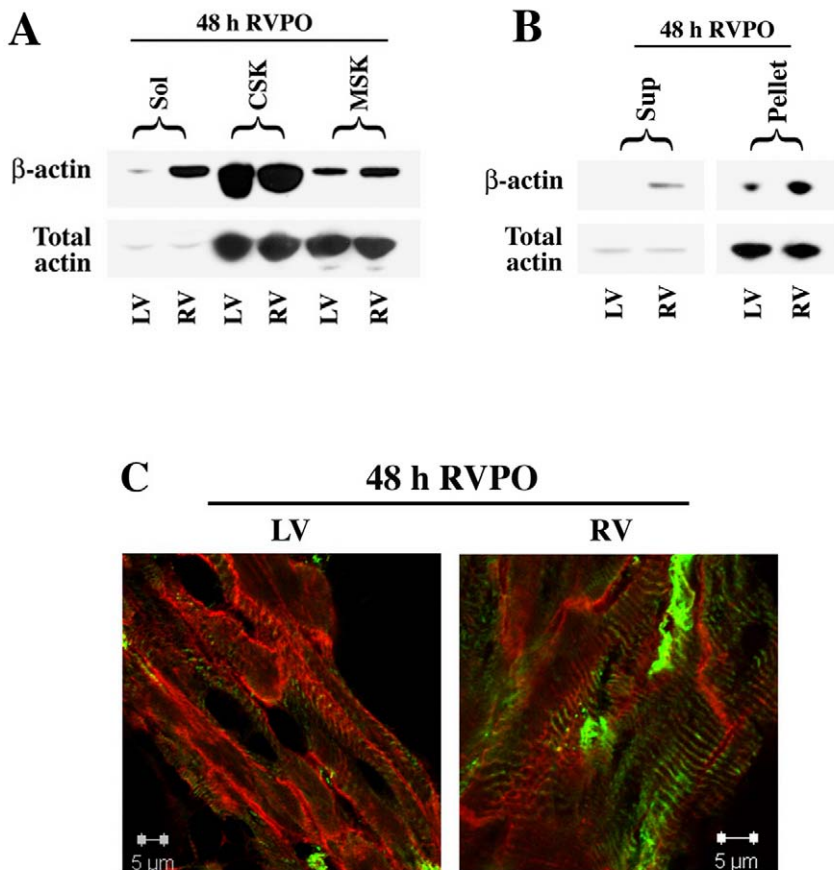 A
48 h RVPO
Sol CSK MSK
β-actin
Total
actin
LV RV LV RV LV RV
B
48 h RVPO
Sup Pellet
β-actin
Total
actin
LV RV LV RV
C
48 h RVPO
LV RV
5 µm 5 µm